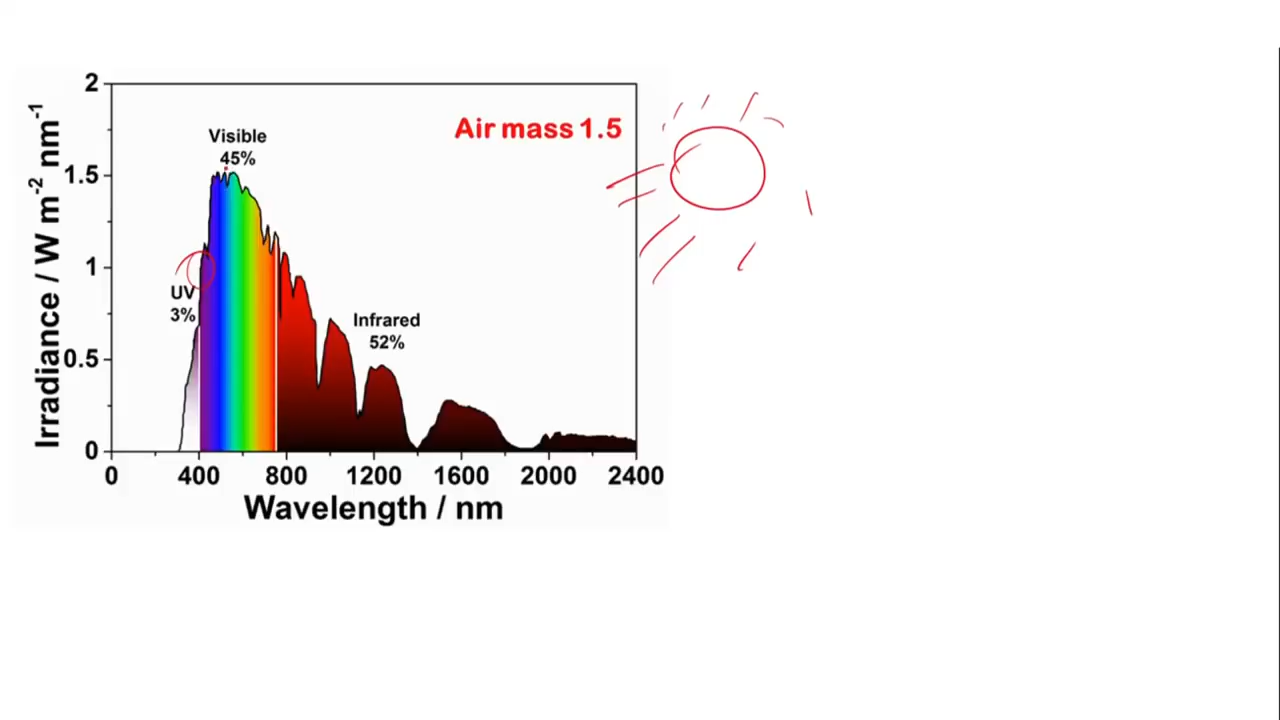 Air mass 1.5
Visible
45%
UV
3%
Infrared
52%
Irradiance / W m-2 nm-1
2
1.5
1
0.5
0
0 400 800 1200 1600 2000 2400
Wavelength / nm